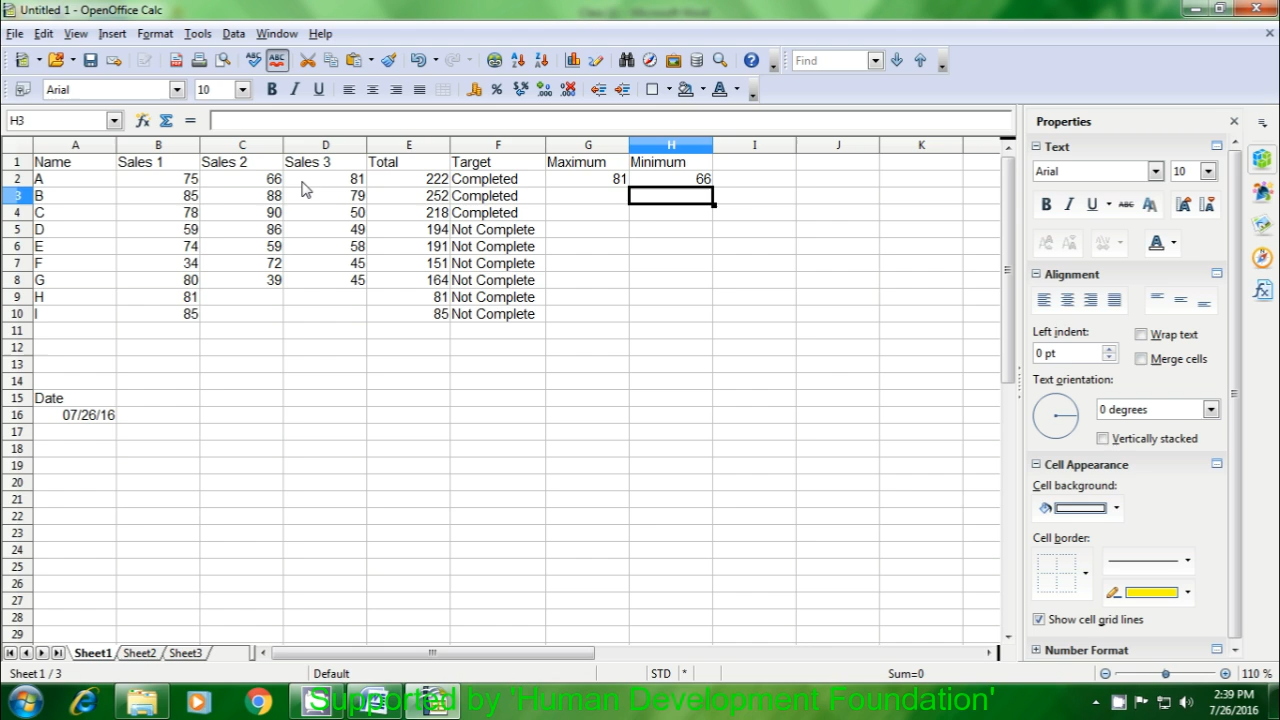 Untitled 1 - OpenOffice Calc
File Edit View Insert Format Tools Data Window Help
Find
Arial 10
H3
Properties
A B C D E F G H I J K
1 Name Sales 1 Sales 2 Sales 3 Total Target Maximum Minimum
2 A 75 66 81 222 Completed 81 66
3 B 85 88 79 252 Completed
4 C 78 90 50 218 Completed
5 D 59 86 49 194 Not Complete
6 E 74 59 58 191 Not Complete
7 F 34 72 45 151 Not Complete
8 G 80 39 45 164 Not Complete
9 H 81 81 Not Complete
10 I 85 85 Not Complete
11
12
13
14
15 Date
16 07/26/16
17
18
19
20
21
22
23
24
25
26
27
28
29
Text
Arial 10
Alignment
Left indent:
0 pt
Wrap text
Merge cells
Text orientation:
0 degrees
Vertically stacked
Cell Appearance
Cell background:
Cell border:
Show cell grid lines
Number Format
Sheet1 Sheet2 Sheet3
Sheet 1 / 3 Default STD * Sum=0 110 %
Supported by 'Human Development Foundation'
2:39 PM
7/26/2016